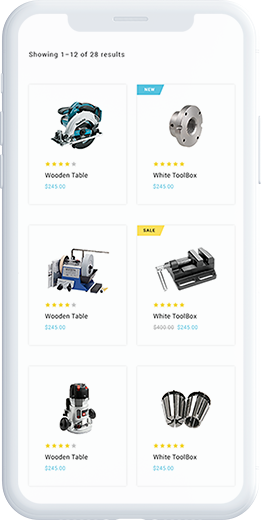 Showing 1–12 of 28 results
NEW
Wooden Table
$245.00
White ToolBox
$245.00
SALE
Wooden Table
$245.00
White ToolBox
$400.00 $245.00
Wooden Table
$245.00
White ToolBox
$245.00